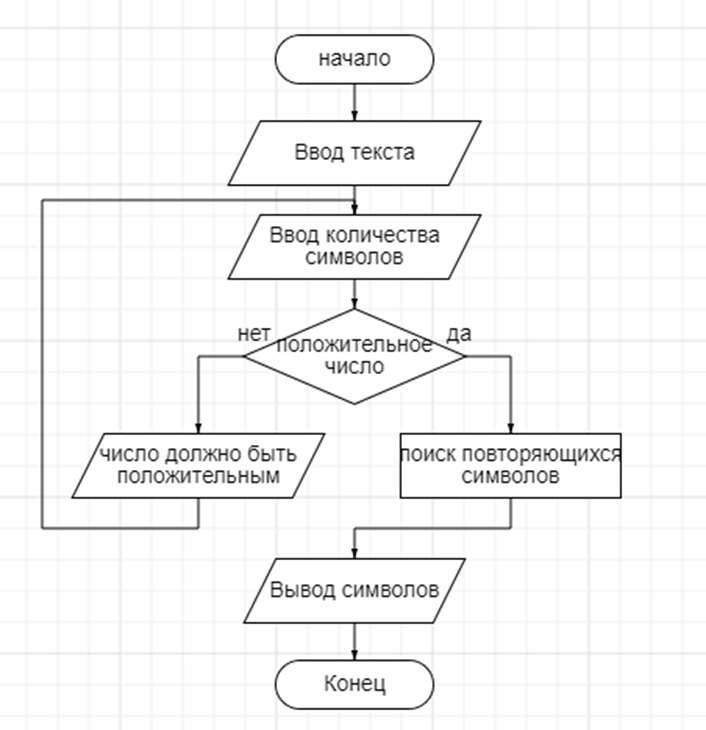 начало
Ввод текста
Ввод количества
символов
нет
да
положительное
число
число должно быть
положительным
поиск повторяющихся
символов
Вывод символов
Конец